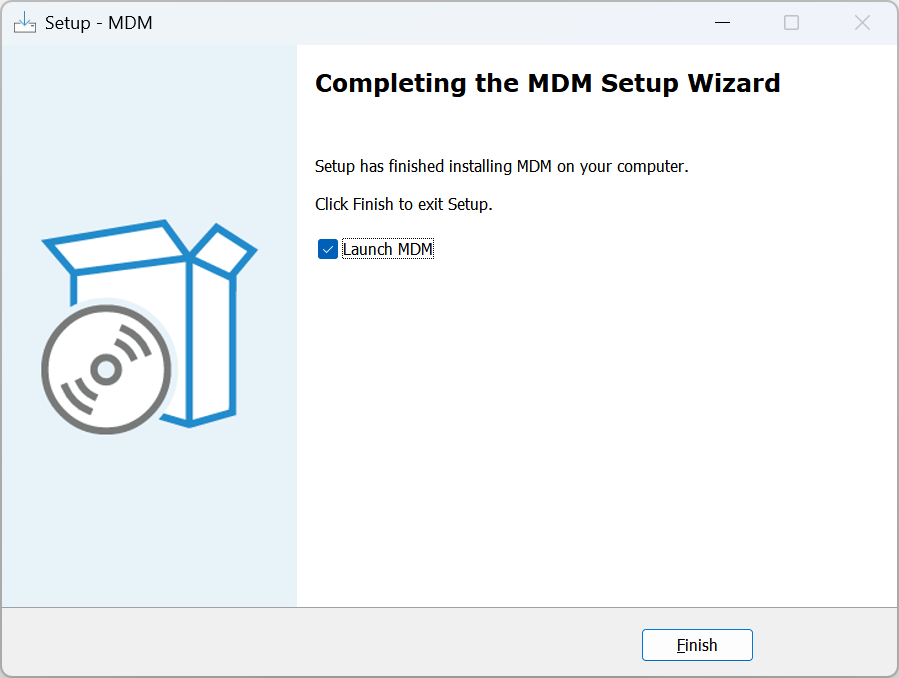 Setup - MDM
Completing the MDM Setup Wizard
Setup has finished installing MDM on your computer.
Click Finish to exit Setup.
Launch MDM
Finish